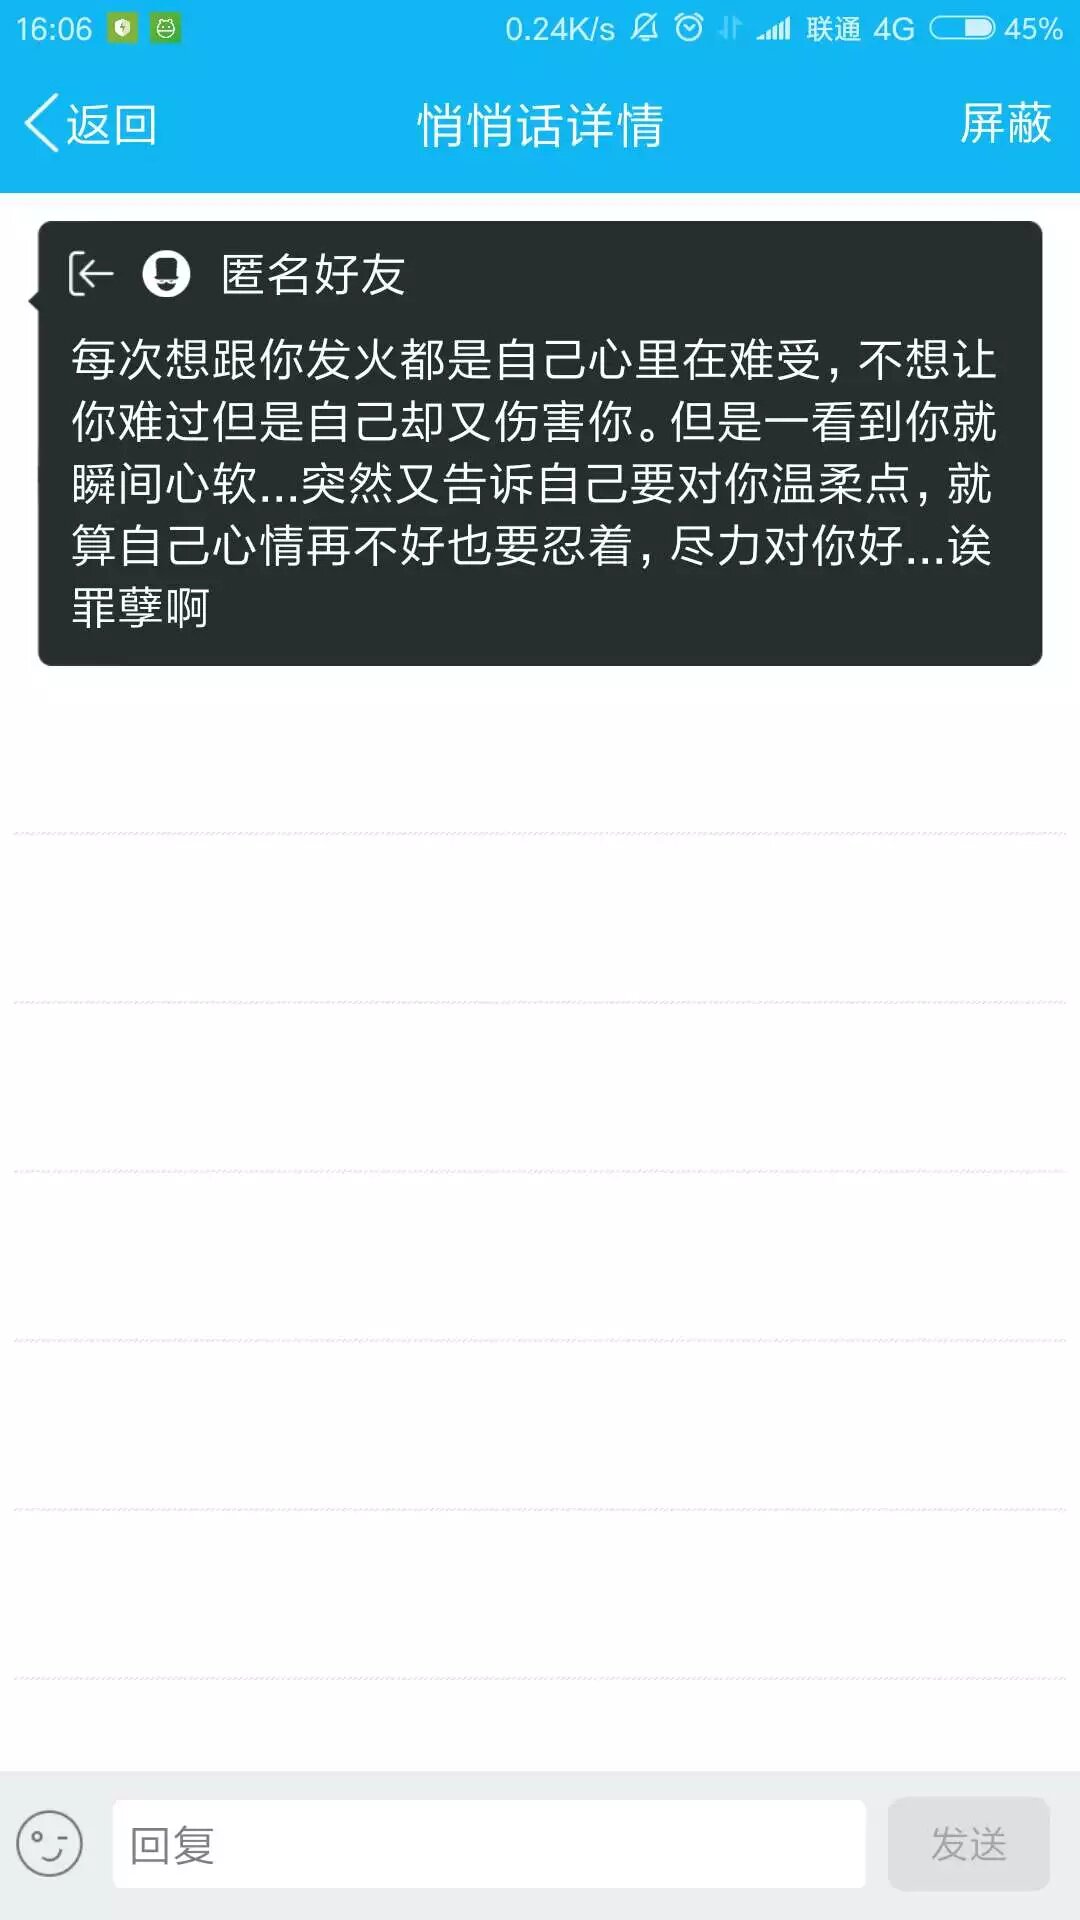 16:06 0.24K/s 联通 4G 45%
返回 悄悄话详情 屏蔽
匿名好友
每次想跟你发火都是自己心里在难受，不想让
你难过但是自己却又伤害你。但是一看到你就
瞬间心软...突然又告诉自己要对你温柔点，就
算自己心情再不好也要忍着，尽力对你好...诶
罪孽啊
回复 发送